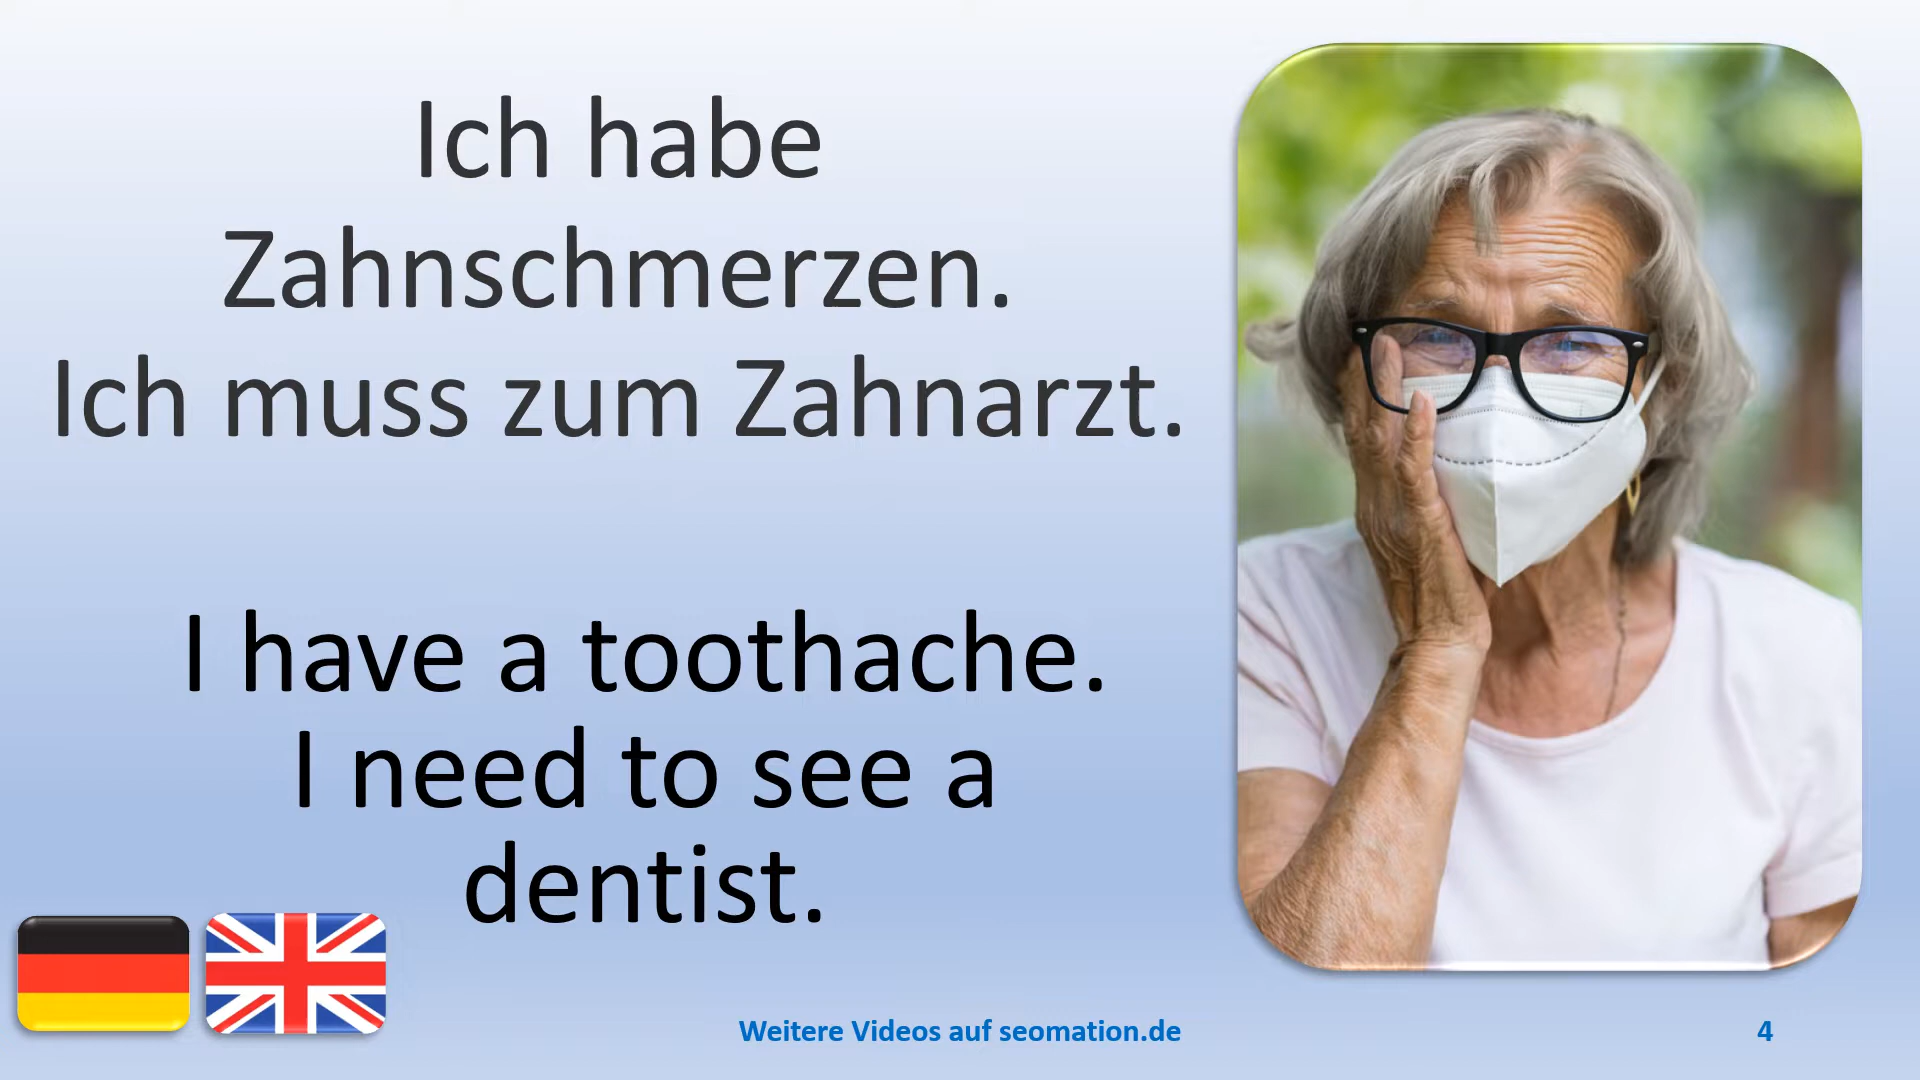 Ich habe
Zahnschmerzen.
Ich muss zum Zahnarzt.
I have a toothache.
I need to see a
dentist.
Weitere Videos auf seomation.de
4